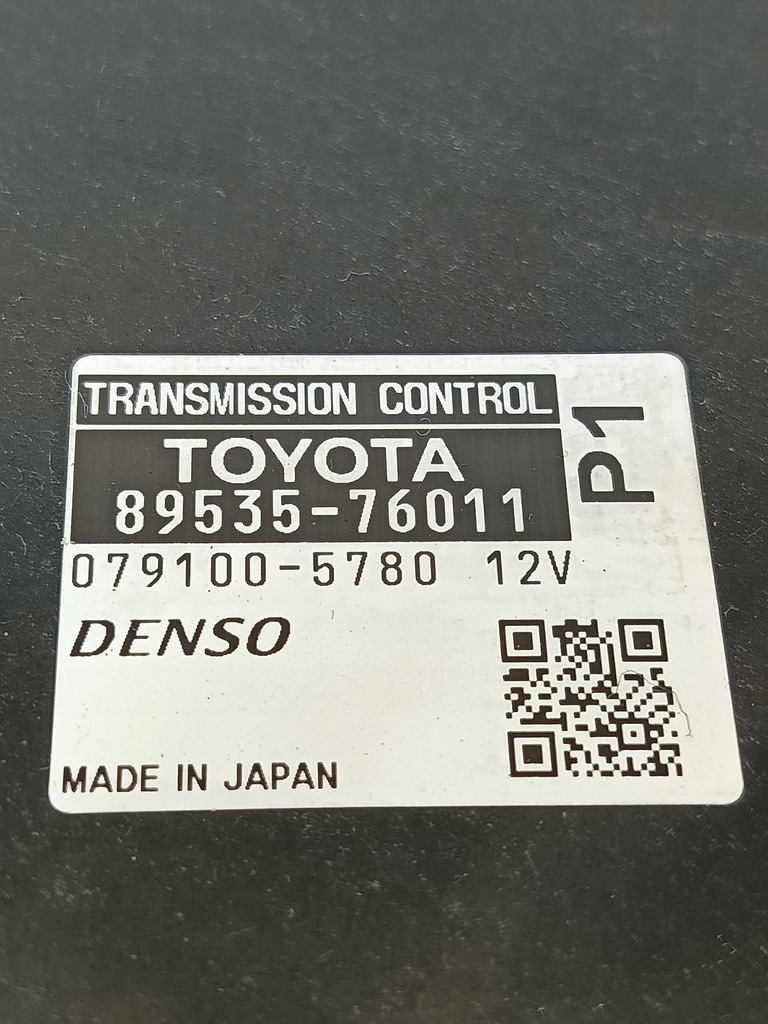 TRANSMISSION CONTROL
TOYOTA
89535-76011
P1
079100-5780 12V
DENSO
MADE IN JAPAN